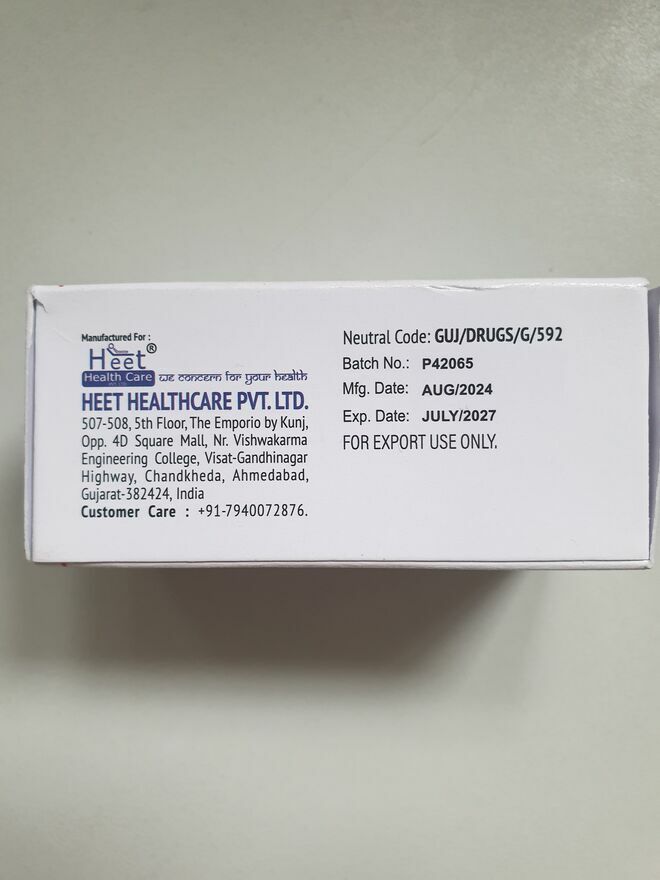 Manufactured For :
Heet®
Health Care we concern for your health
HEET HEALTHCARE PVT. LTD.
507-508, 5th Floor, The Emporio by Kunj,
Opp. 4D Square Mall, Nr. Vishwakarma
Engineering College, Visat-Gandhinagar
Highway, Chandkheda, Ahmedabad,
Gujarat-382424, India
Customer Care : +91-7940072876.
Neutral Code: GUJ/DRUGS/G/592
Batch No.: P42065
Mfg. Date: AUG/2024
Exp. Date: JULY/2027
FOR EXPORT USE ONLY.